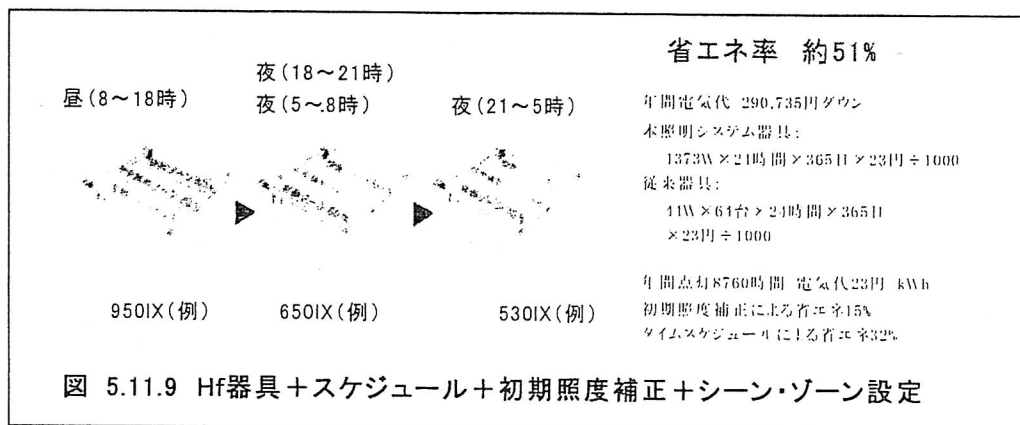 省エネ率 約51%
昼(8~18時)
夜(18~21時)
夜(5~8時)
夜(21~5時)
年間電気代 290,735円ダウン
本照明システム器具:
1373W×24時間×365日×23円÷1000
従来器具:
44W×64台×24時間×365日
×23円÷1000
950lX(例)
650lX(例)
530lX(例)
年間点灯8760時間 電気代23円 kWh
初期照度補正による省エネ15%
タイムスケジュールによる省エネ32%
図 5.11.9 Hf器具+スケジュール+初期照度補正+シーン・ゾーン設定